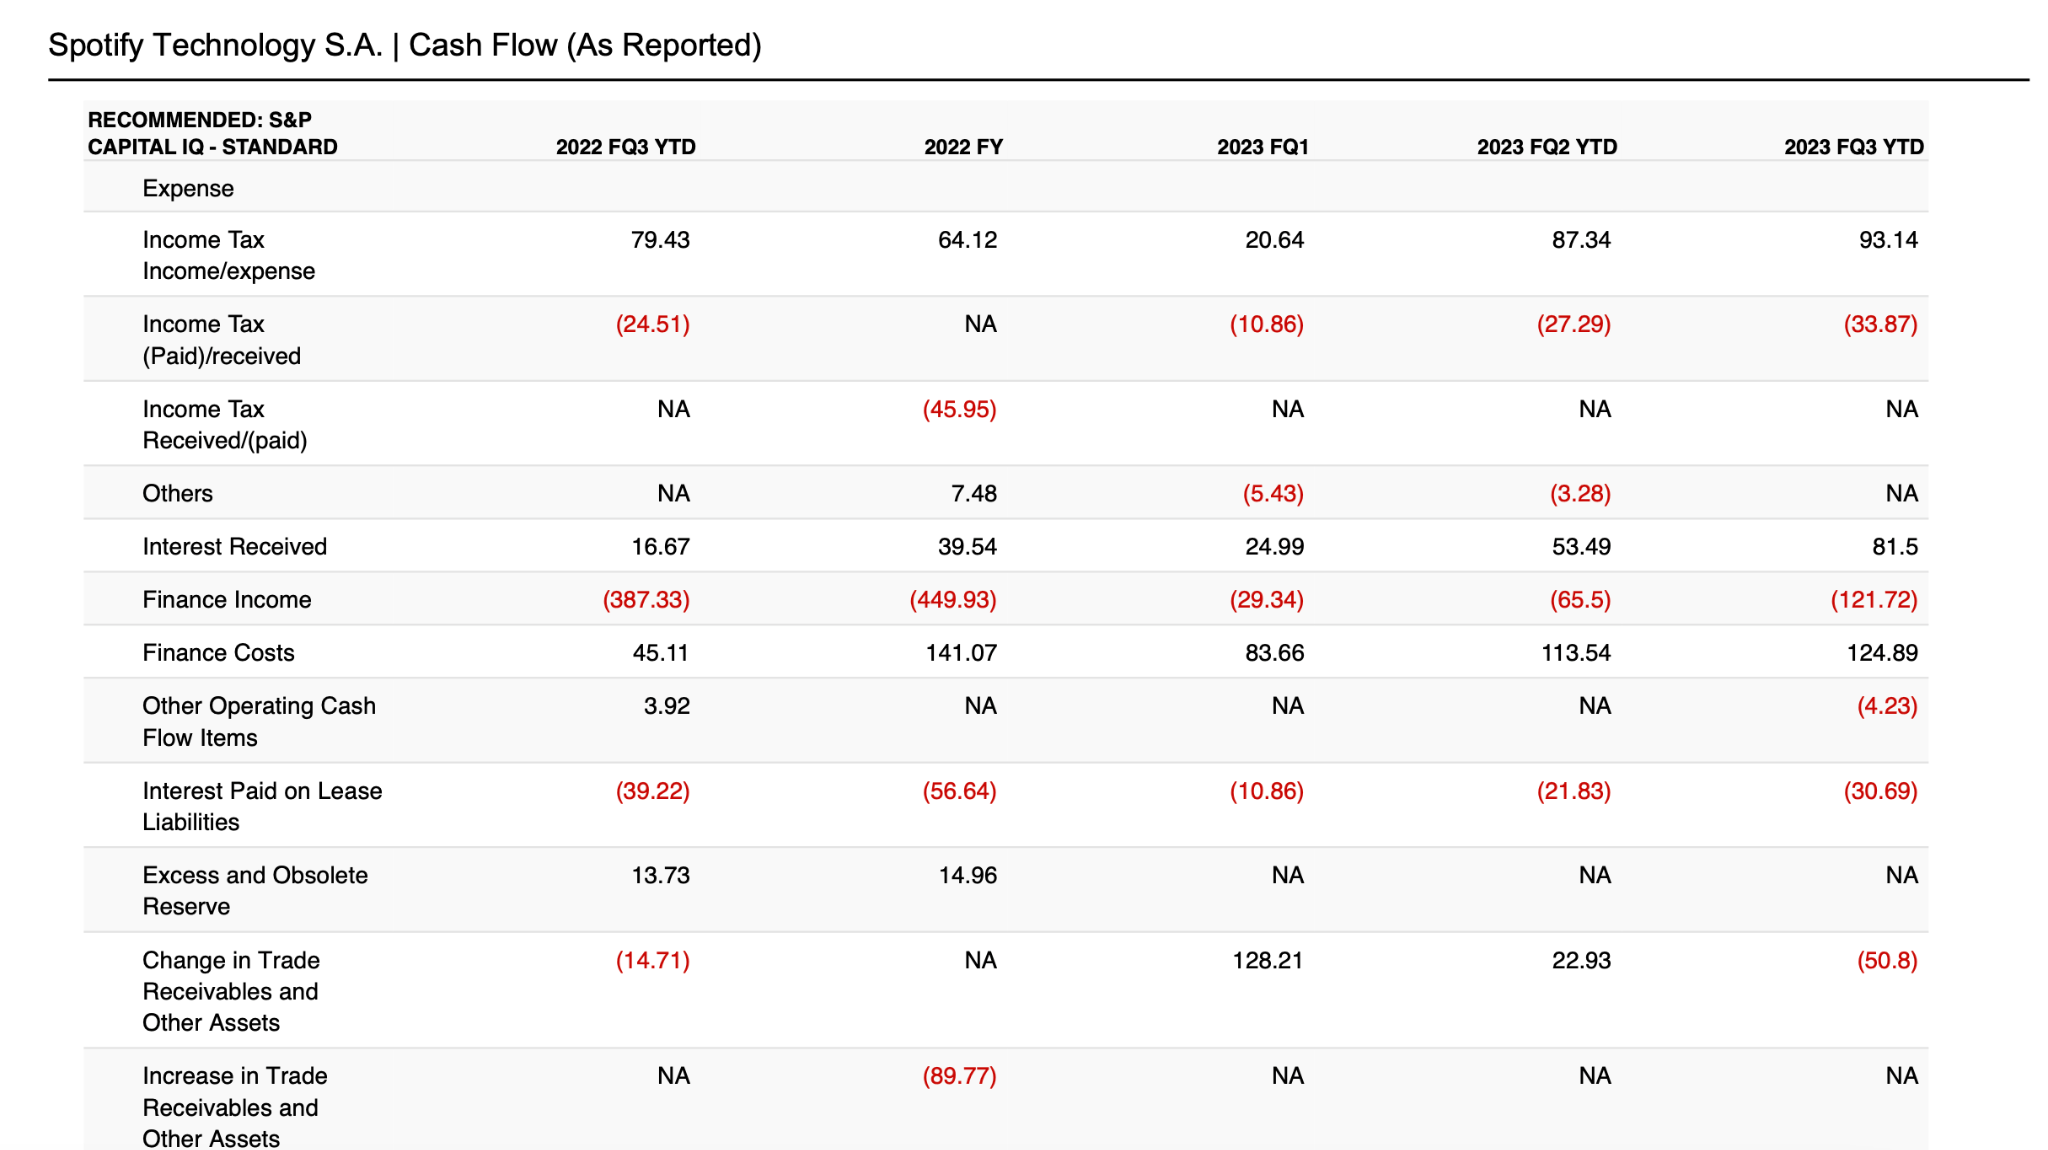 Spotify Technology S.A. | Cash Flow (As Reported)
RECOMMENDED: S&P
CAPITAL IQ - STANDARD 2022 FQ3 YTD 2022 FY 2023 FQ1 2023 FQ2 YTD 2023 FQ3 YTD
Expense
Income Tax 79.43 64.12 20.64 87.34 93.14
Income/expense
Income Tax (24.51) NA (10.86) (27.29) (33.87)
(Paid)/received
Income Tax NA (45.95) NA NA NA
Received/(paid)
Others NA 7.48 (5.43) (3.28) NA
Interest Received 16.67 39.54 24.99 53.49 81.5
Finance Income (387.33) (449.93) (29.34) (65.5) (121.72)
Finance Costs 45.11 141.07 83.66 113.54 124.89
Other Operating Cash 3.92 NA NA NA (4.23)
Flow Items
Interest Paid on Lease (39.22) (56.64) (10.86) (21.83) (30.69)
Liabilities
Excess and Obsolete 13.73 14.96 NA NA NA
Reserve
Change in Trade (14.71) NA 128.21 22.93 (50.8)
Receivables and
Other Assets
Increase in Trade NA (89.77) NA NA NA
Receivables and
Other Assets